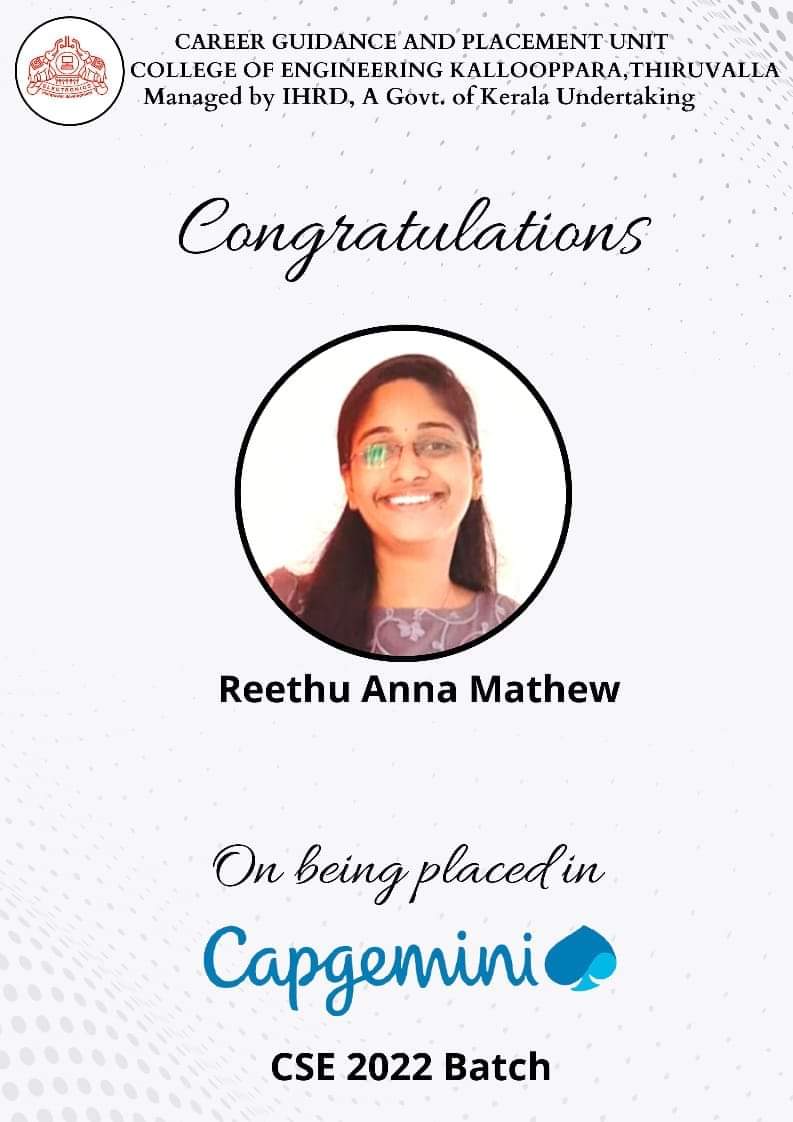 CAREER GUIDANCE AND PLACEMENT UNIT
COLLEGE OF ENGINEERING KALLOOPPARA,THIRUVALLA
Managed by IHRD, A Govt. of Kerala Undertaking
ELECTRONICS
Congratulations
Reethu Anna Mathew
On being placed in
Capgemini
CSE 2022 Batch